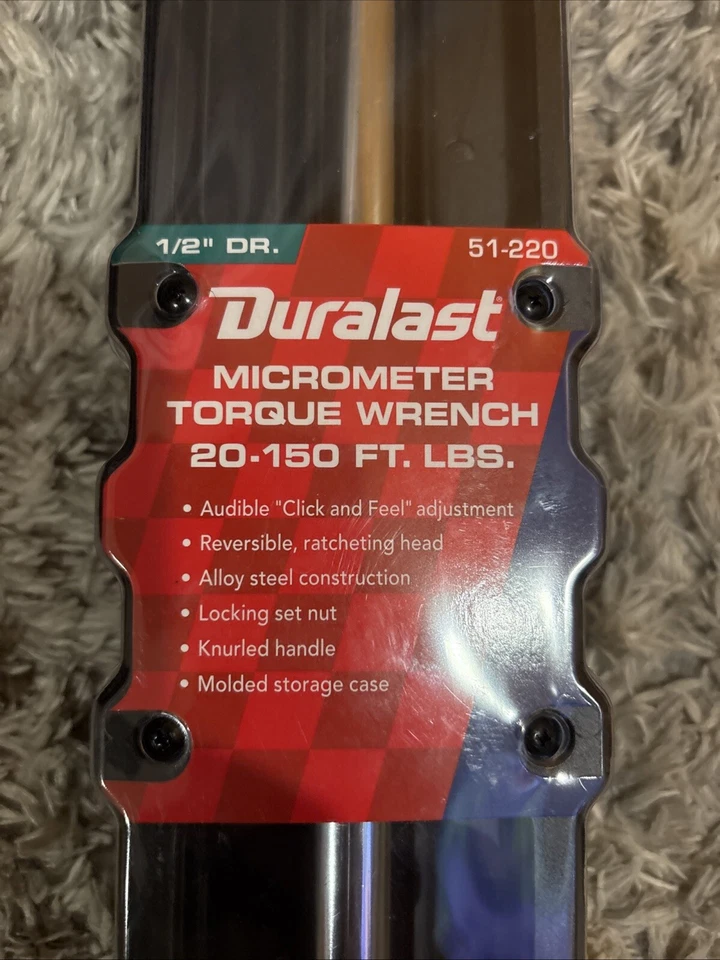 1/2" DR.
51-220
Duralast
MICROMETER
TORQUE WRENCH
20-150 FT. LBS.
• Audible "Click and Feel" adjustment
• Reversible, ratcheting head
• Alloy steel construction
• Locking set nut
• Knurled handle
• Molded storage case